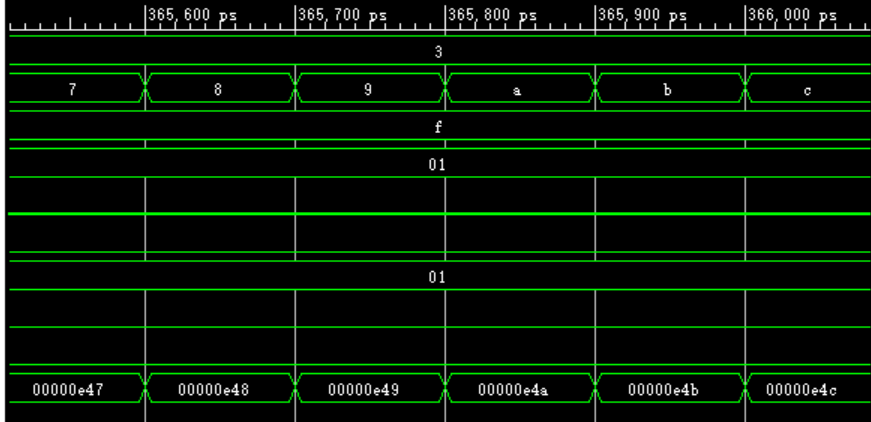 365,600 ps 365,700 ps 365,800 ps 365,900 ps 366,000 ps
3
7 8 9 a b c
f
01
01
00000e47 00000e48 00000e49 00000e4a 00000e4b 00000e4c